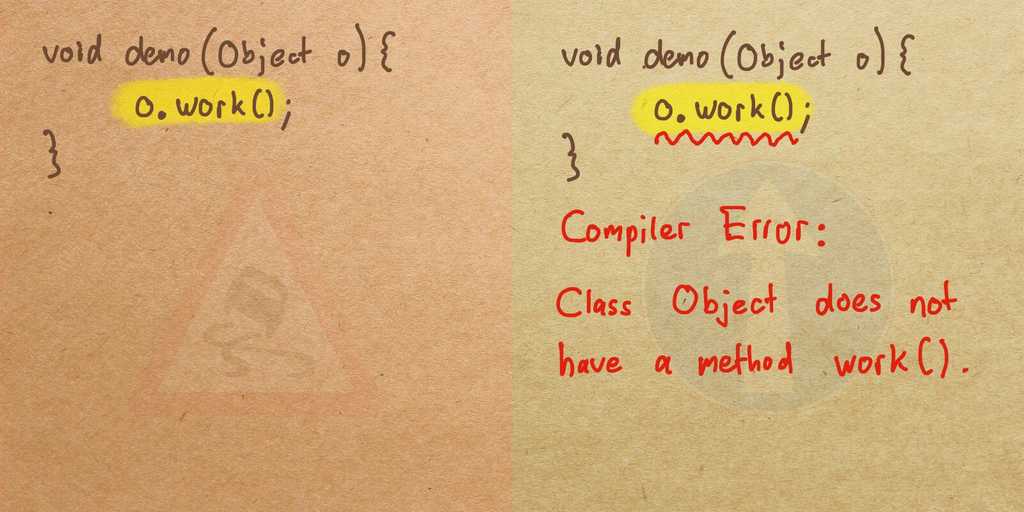 void demo(Object o){
o.work();
}
void demo(Object o){
o.work();
}
Compiler Error:
Class Object does not
have a method work().